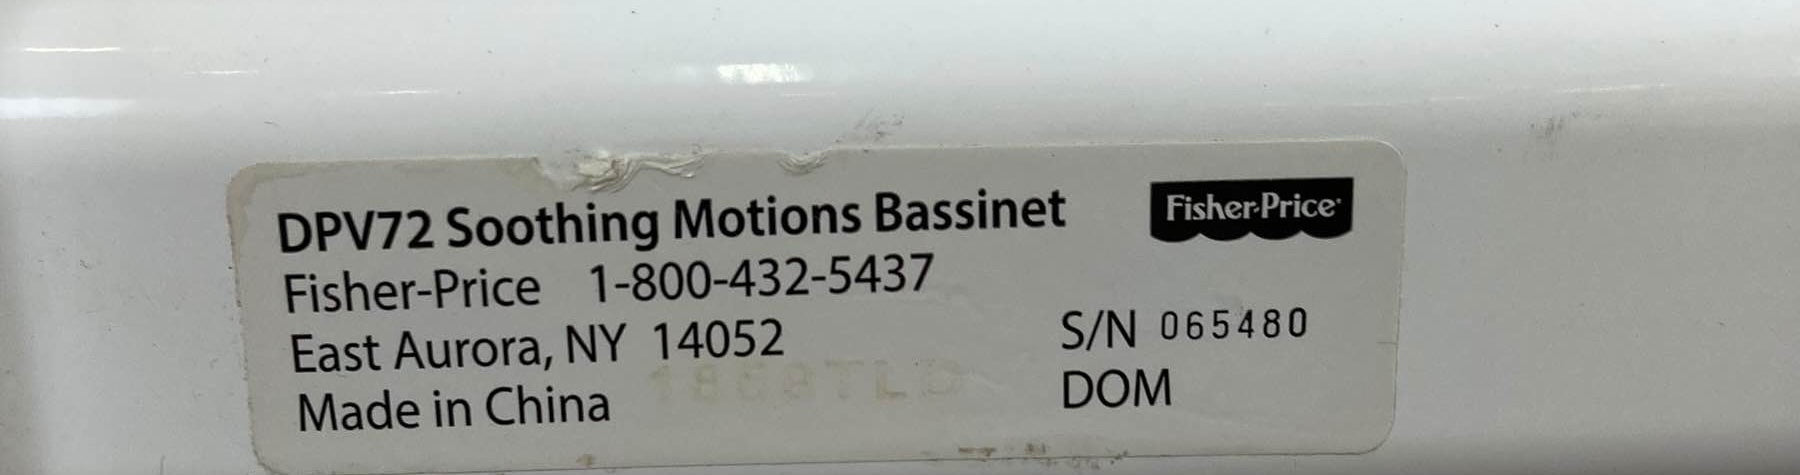 DPV72 Soothing Motions Bassinet
Fisher-Price
Fisher-Price 1-800-432-5437
East Aurora, NY 14052
S/N 065480
Made in China
DOM